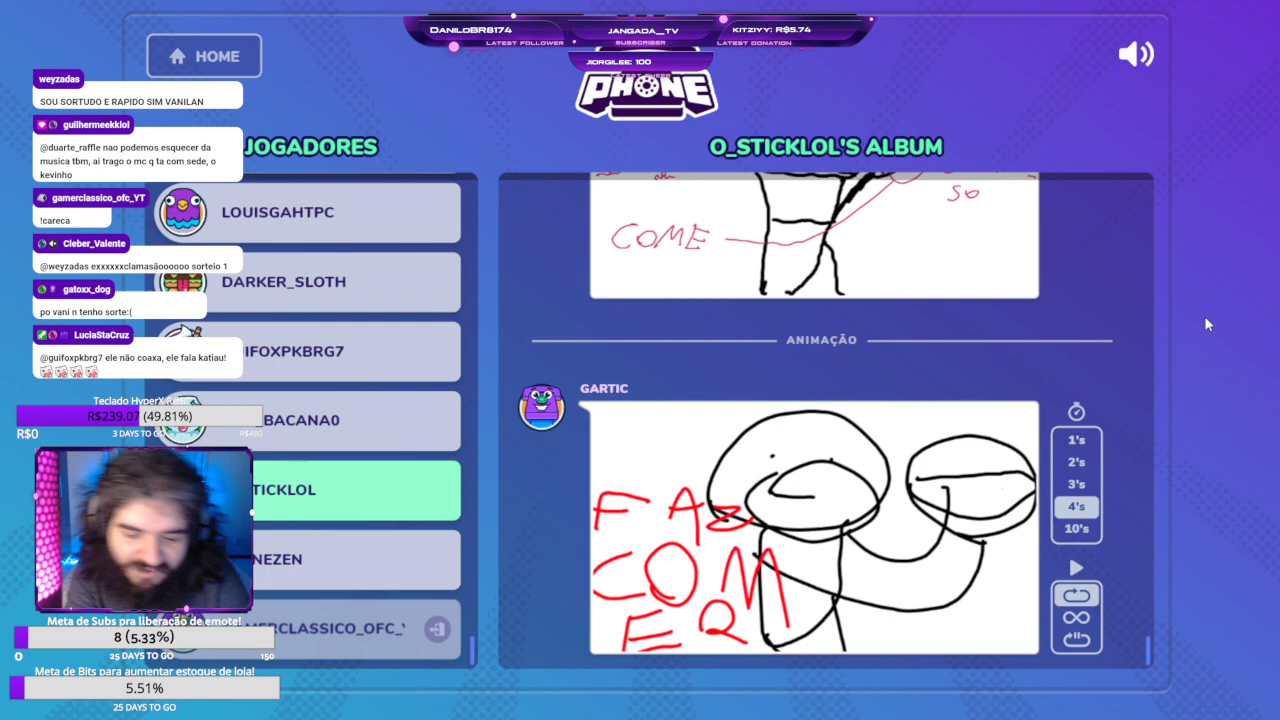 DANILOBR8174
LATEST FOLLOWER
JANGADA__TV
SUBSCRIBER
KITZIYY: R$5.74
LATEST DONATION
JIORGILEE: 100
HOME
PHONE
weyzadas
SOU SORTUDO E RAPIDO SIM VANILAN
guilhermeekklol
@duarte_raffle nao podemos esquecer da
musica tbm, ai trago o mc q ta com sede, o
kevinho
gamerclassico_ofc_YT
!careca
Cleber_Valente
@weyzadas exxxxxxclamasãoooooo sorteio 1
gatoxx_dog
po vani n tenho sorte:(
LuciaStaCruz
@guifoxpkbrg7 ele não coaxa, ele fala katiau!
JOGADORES
LOUISGAHTPC
DARKER_SLOTH
UIFOXPKBRG7
BACANA0
TICKLOL
NEZEN
MERCLASSICO_OFC_
O_STICKLOL'S ALBUM
SO
COME
ANIMAÇÃO
GARTIC
FAZ
COM
EQ
1's
2's
3's
4's
10's
Teclado HyperX
R$239.07 (49.81%)
R$0
3 DAYS TO GO
R$480
Meta de Subs pra liberação de emote!
8 (5.33%)
0
25 DAYS TO GO
150
Meta de Bits para aumentar estoque de loja!
5.51%
25 DAYS TO GO